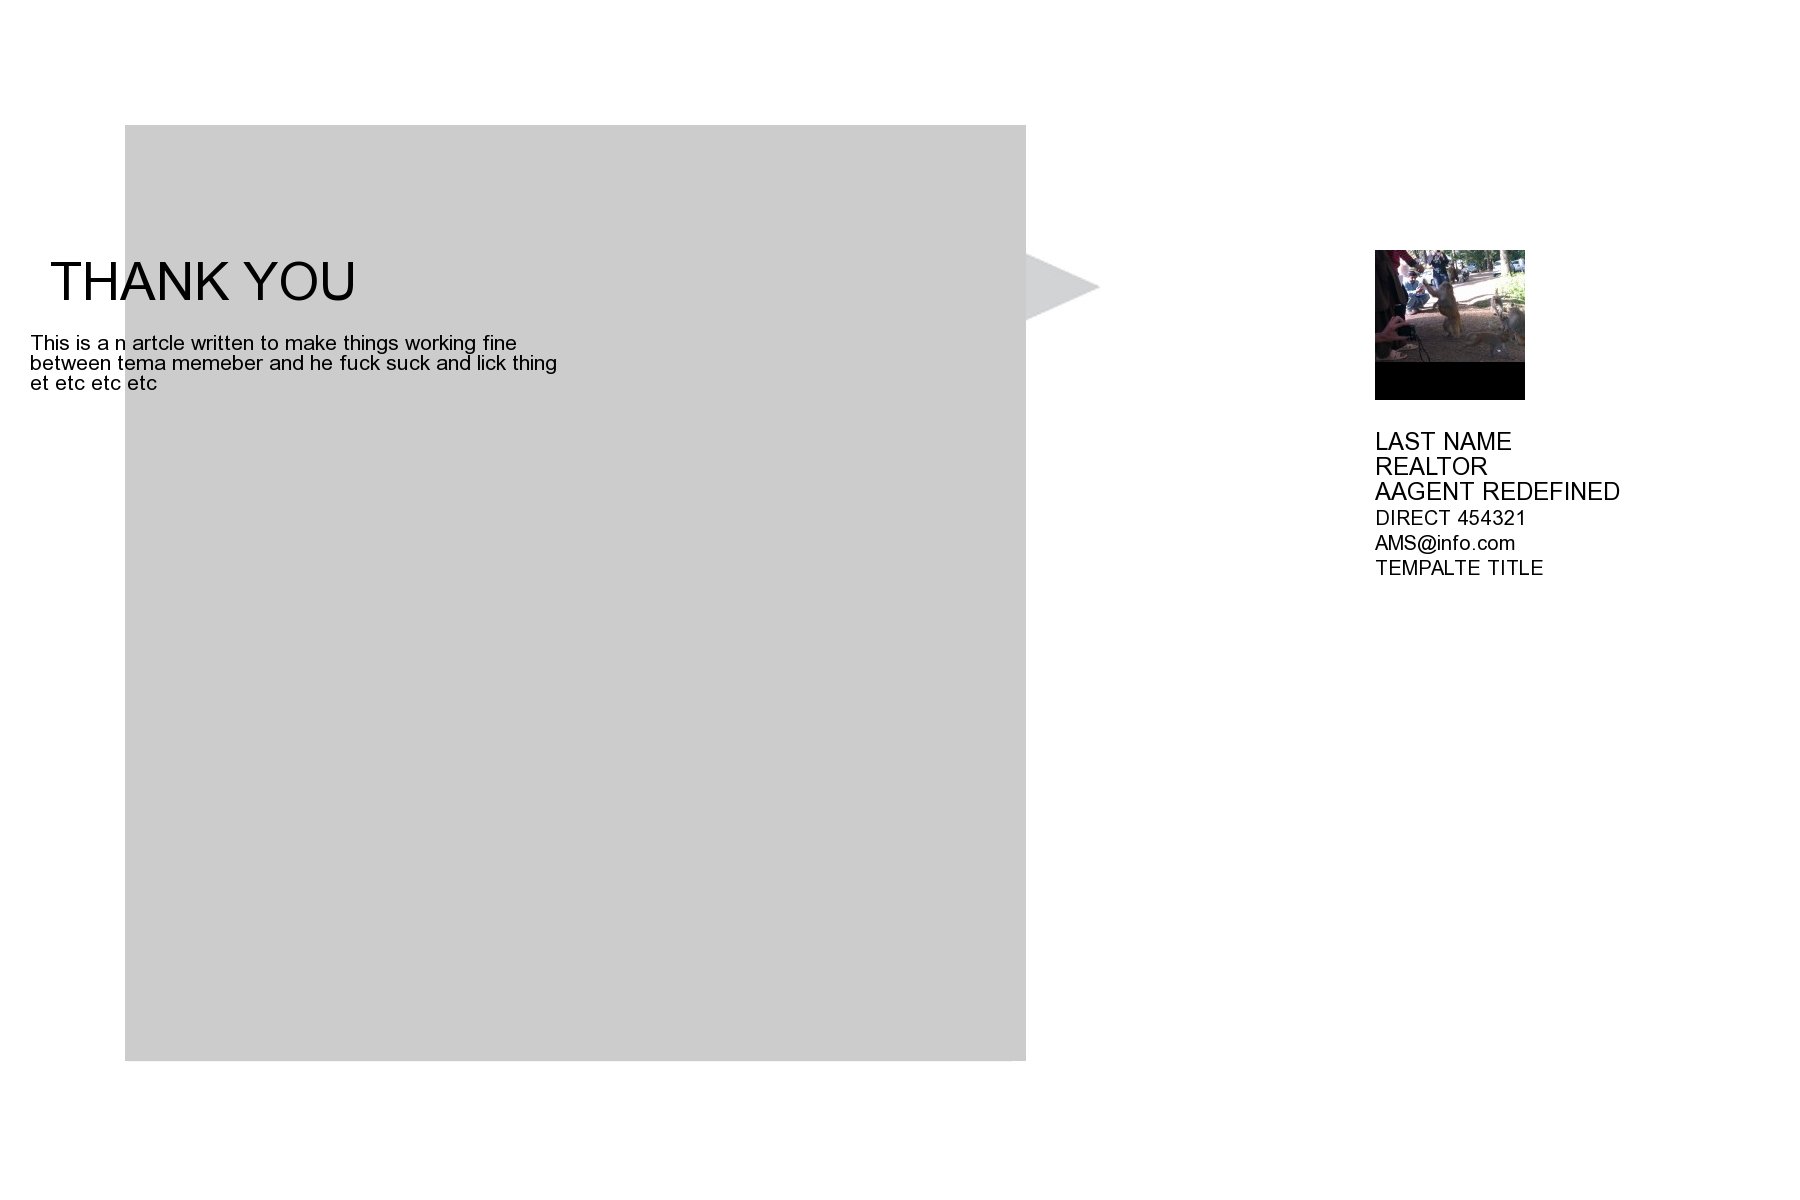 THANK YOU
This is a n artcle written to make things working fine
between tema memeber and he fuck suck and lick thing
et etc etc etc
LAST NAME
REALTOR
AAGENT REDEFINED
DIRECT 454321
AMS@info.com
TEMPALTE TITLE